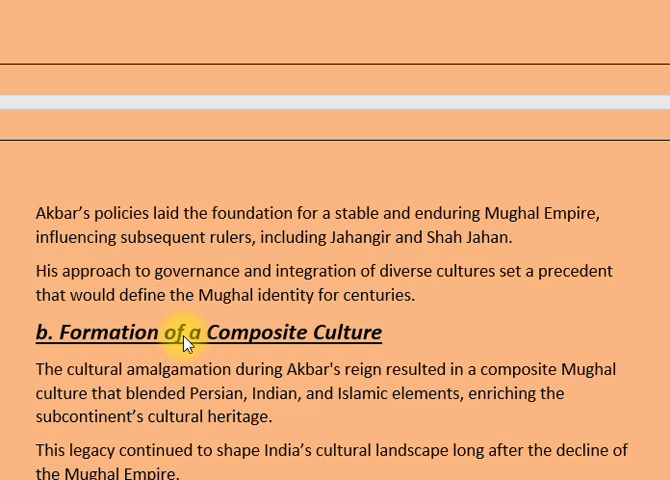 Akbar’s policies laid the foundation for a stable and enduring Mughal Empire,
influencing subsequent rulers, including Jahangir and Shah Jahan.
His approach to governance and integration of diverse cultures set a precedent
that would define the Mughal identity for centuries.
b. Formation of a Composite Culture
The cultural amalgamation during Akbar's reign resulted in a composite Mughal
culture that blended Persian, Indian, and Islamic elements, enriching the
subcontinent’s cultural heritage.
This legacy continued to shape India’s cultural landscape long after the decline of
the Mughal Empire.